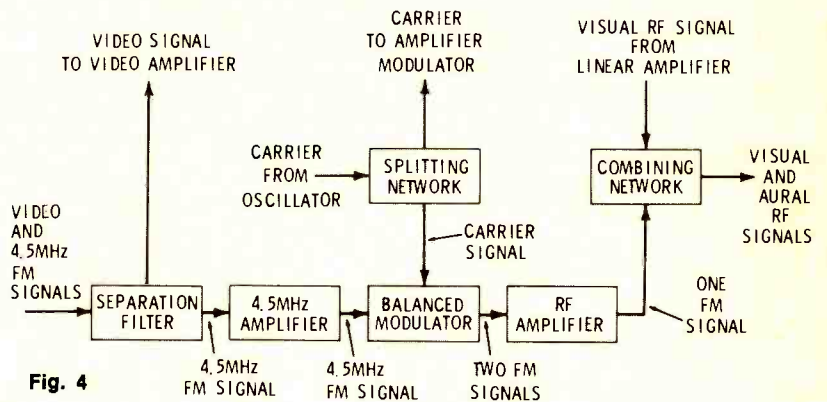 VIDEO SIGNAL
TO VIDEO AMPLIFIER
CARRIER
TO AMPLIFIER
MODULATOR
VISUAL RF SIGNAL
FROM
LINEAR AMPLIFIER
CARRIER
FROM
OSCILLATOR
SPLITTING
NETWORK
COMBINING
NETWORK
VISUAL
AND
AURAL
RF
SIGNALS
VIDEO
AND
4.5MHz
FM
SIGNALS
CARRIER
SIGNAL
SEPARATION
FILTER
4.5MHz
AMPLIFIER
BALANCED
MODULATOR
RF
AMPLIFIER
ONE
FM
SIGNAL
4.5MHz
FM SIGNAL
4.5MHz
FM SIGNAL
TWO FM
SIGNALS
Fig. 4